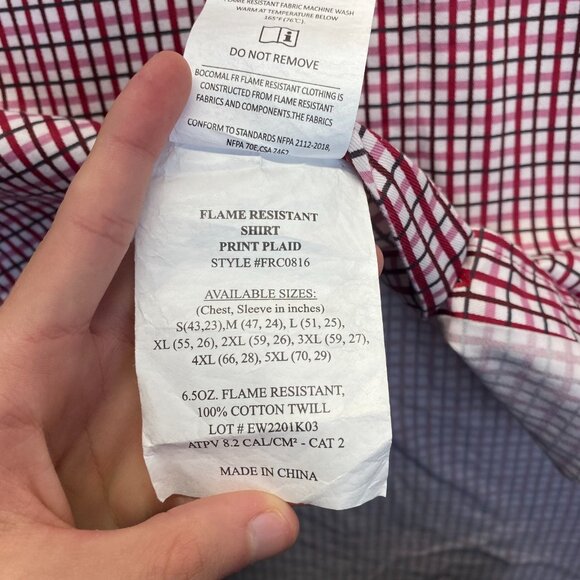 FLAME RESISTANT FABRIC MACHINE WASH
WARM AT TEMPERATURE BELOW
165°F (76°C).
DO NOT REMOVE
BOCOMAL FR FLAME RESISTANT CLOTHING IS
CONSTRUCTED FROM FLAME RESISTANT
FABRICS AND COMPONENTS.THE FABRICS
CONFORM TO STANDARDS NFPA 2112-2018,
NFPA 70E,CSA Z462
FLAME RESISTANT
SHIRT
PRINT PLAID
STYLE #FRC0816
AVAILABLE SIZES:
(Chest, Sleeve in inches)
S(43,23),M (47, 24), L (51, 25),
XL (55, 26), 2XL (59, 26), 3XL (59, 27),
4XL (66, 28) 5XL (70, 29)
6.5OZ. FLAME RESISTANT,
100% COTTON TWILL
LOT # EW2201K03
ATPV 8.2 CAL/CM² - CAT 2
MADE IN CHINA